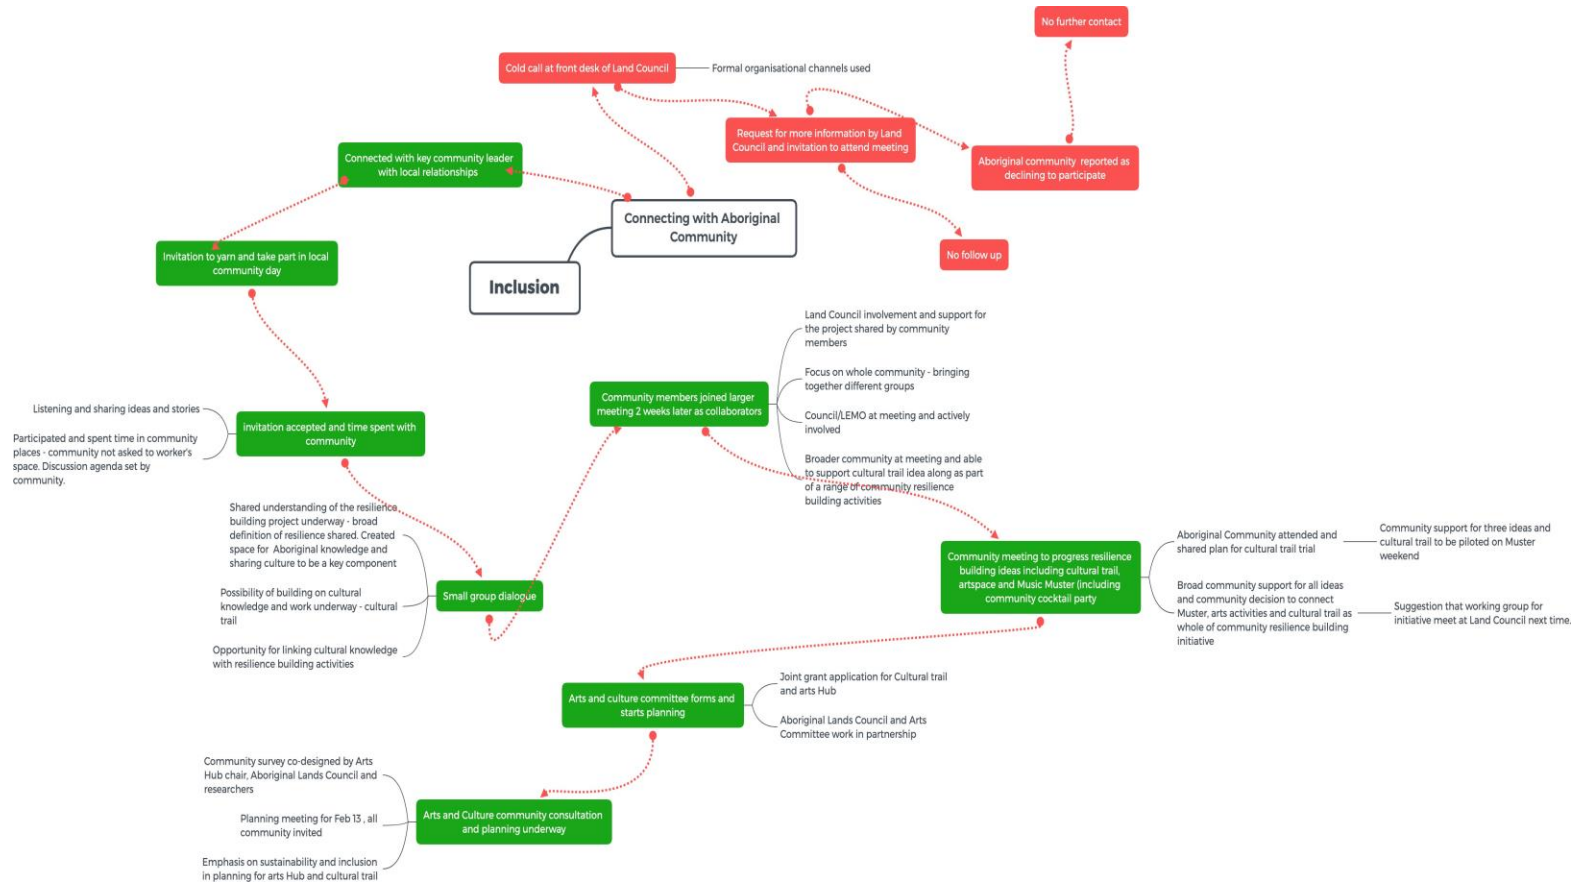 No further contact
Cold call at front desk of Land Council
Formal organisational channels used
Request for more information by Land
Council and invitation to attend meeting
Aboriginal community reported as
declining to participate
No follow up
Connected with key community leader
with local relationships
Connecting with Aboriginal
Community
Inclusion
Invitation to yarn and take part in local
community day
invitation accepted and time spent with
community
Listening and sharing ideas and stories
Participated and spent time in community
places - community not asked to worker's
space. Discussion agenda set by
community.
Small group dialogue
Shared understanding of the resilience
building project underway - broad
definition of resilience shared. Created
space for Aboriginal knowledge and
sharing culture to be a key component
Possibility of building on cultural
knowledge and work underway - cultural
trail
Opportunity for linking cultural knowledge
with resilience building activities
Community members joined larger
meeting 2 weeks later as collaborators
Land Council involvement and support for
the project shared by community
members
Focus on whole community - bringing
together different groups
Council/LEMO at meeting and actively
involved
Broader community at meeting and able
to support cultural trail idea along as part
of a range of community resilience
building activities
Community meeting to progress resilience
building ideas including cultural trail,
artspace and Music Muster (including
community cocktail party
Aboriginal Community attended and
shared plan for cultural trail trial
Community support for three ideas and
cultural trail to be piloted on Muster
weekend
Broad community support for all ideas
and community decision to connect
Muster, arts activities and cultural trail as
whole of community resilience building
initiative
Suggestion that working group for
initiative meet at Land Council next time.
Arts and culture committee forms and
starts planning
Joint grant application for Cultural trail
and arts Hub
Aboriginal Lands Council and Arts
Committee work in partnership
Arts and Culture community consultation
and planning underway
Community survey co-designed by Arts
Hub chair, Aboriginal Lands Council and
researchers
Planning meeting for Feb 13 , all
community invited
Emphasis on sustainability and inclusion
in planning for arts Hub and cultural trail